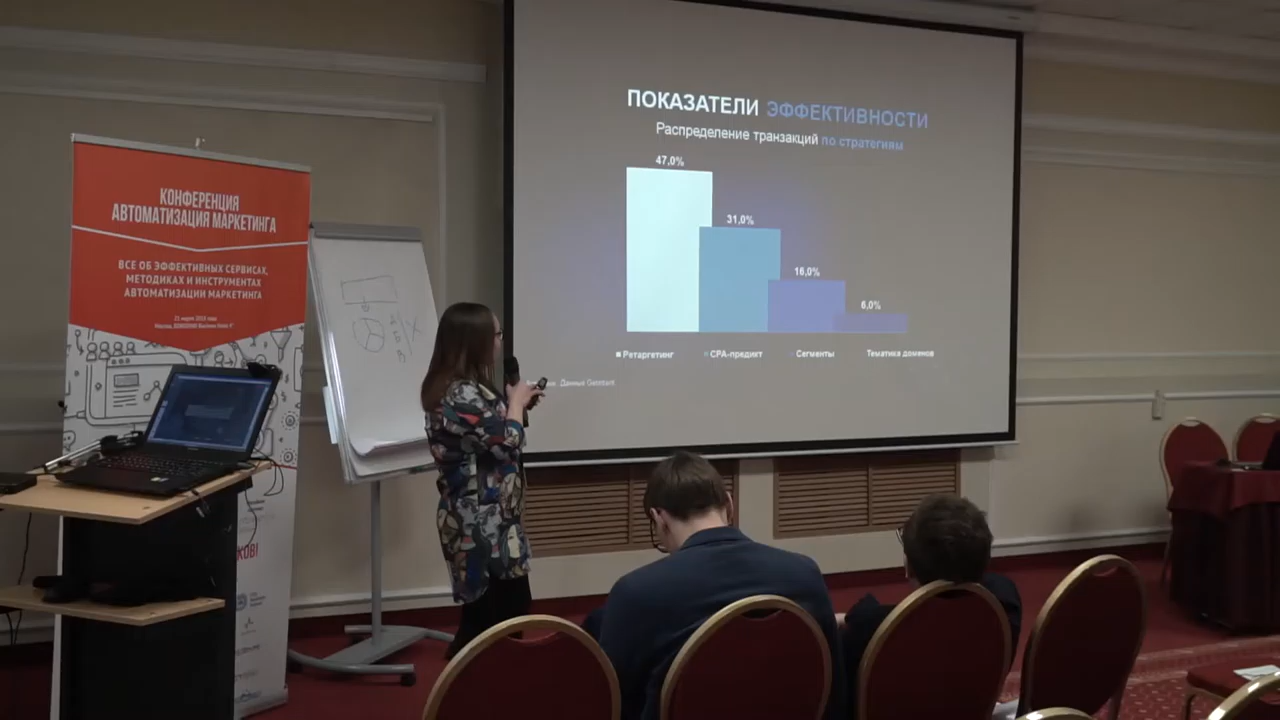 КОНФЕРЕНЦИЯ
АВТОМАТИЗАЦИЯ МАРКЕТИНГА
ВСЕ ОБ ЭФФЕКТИВНЫХ СЕРВИСАХ,
МЕТОДИКАХ И ИНСТРУМЕНТАХ
АВТОМАТИЗАЦИИ МАРКЕТИНГА
ПОКАЗАТЕЛИ ЭФФЕКТИВНОСТИ
Распределение транзакций по стратегиям
47,0%
31,0%
16,0%
6,0%
Ретаргетинг CPA-предикт Сегменты Тематика доменов
Данные